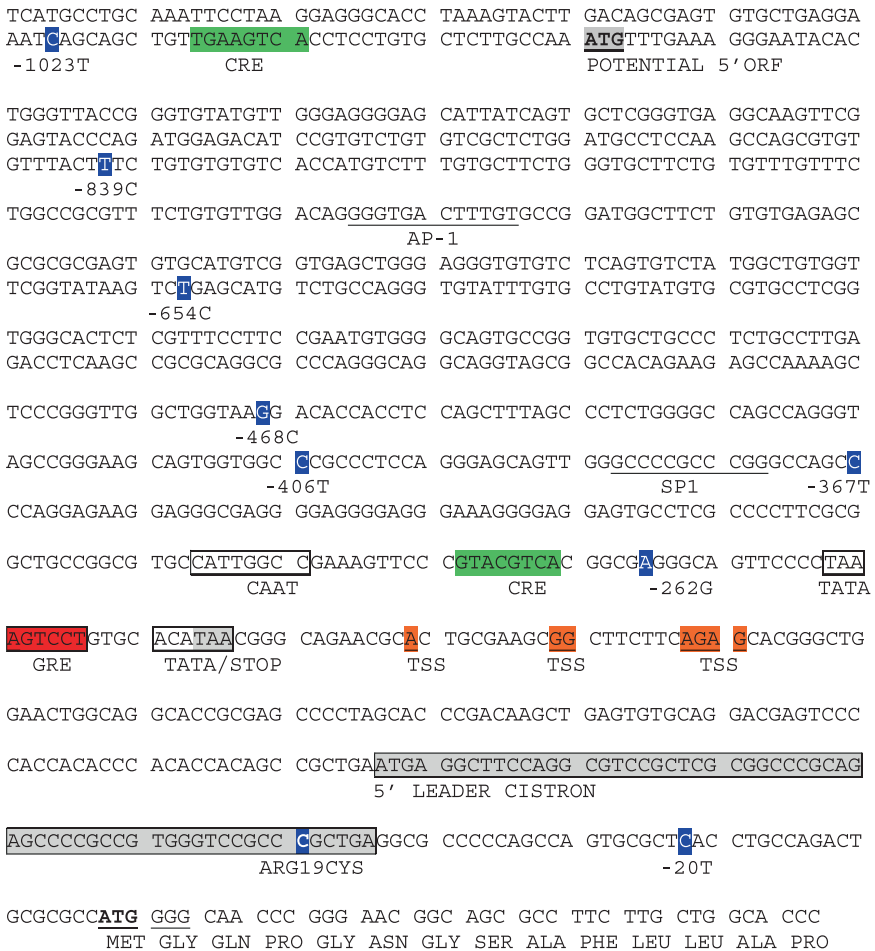 TCATGCCTGC AAATTCCTAA GGAGGGCACC TAAAGTACTT GACAGCGAGT GTGCTGAGGA
AATCAGCAGC TGTTGAAGTCA ACCTCCTGTG CTCTTGCCAA ATGTTTGAAA GGGAATACAC
-1023T CRE POTENTIAL 5'ORF
TGGGTTACCG GGTGTATGTT GGGAGGGGAG CATTATCAGT GCTCGGGTGA GGCAAGTTCG
GAGTACCCAG ATGGAGACAT CCGTGTCTGT GTCGCTCTGG ATGCCTCCAA GCCAGCGTGT
GTTTACTTTC TGTGTGTGTC ACCATGTCTT TGTGCTTCTG GGTGCTTCTG TGTTTGTTTC
-839C
TGGCCGCGTT TCTGTGTTGG ACAGGGGTGA CTTTGTGCCG GATGGCTTCT GTGTGAGAGC
AP-1
GCGCGCGAGT GTGCATGTCG GTGAGCTGGG AGGGTGTGTC TCAGTGTCTA TGGCTGTGGT
TCGGTATAAG TCTGAGCATG TCTGCCAGGG TGTATTTGTG CCTGTATGTG CGTGCCTCGG
-654C
TGGGCACTCT CGTTTCCTTC CGAATGTGGG GCAGTGCCGG TGTGCTGCCC TCTGCCTTGA
GACCTCAAGC CGCGCAGGCG CCCAGGGCAG GCAGGTAGCG GCCACAGAAG AGCCAAAAGC
TCCCGGGTTG GCTGGTAAGG ACACCACCTC CAGCTTTAGC CCTCTGGGGC CAGCCAGGGT
-468C
AGCCGGGAAG CAGTGGTGGC CCGCCCTCCA GGGAGCAGTTG GGCCCCGCC CGGGCCAGCC
-406T SP1 -367T
CCAGGAGAAG GAGGGCGAGG GGAGGGGAGG GAAAGGGGAG GAGTGCCTCG CCCCTTCGCG
GCTGCCGGCG TGCCATTGGC CGAAAGTTCC CGTACGTCAC GGCGAGGGCA GTTCCCCTAA
CAAT CRE -262G TATA
AGTCCTGTGC ACATAACGGG CAGAACGCAC TGCGAAGCGG CTTCTTCAGA GCACGGGCTG
GRE TATA/STOP TSS TSS TSS
GAACTGGCAG GCACCGCGAG CCCCTAGCAC CCGACAAGCT GAGTGTGCAG GACGAGTCCC
CACCACACCC ACACCACAGC CGCTGAATGA GGCTTCCAGG CGTCCGCTCG CGGCCCGCAG
5' LEADER CISTRON
AGCCCCGCCG TGGGTCCGCC CGCTGAGGCG CCCCCAGCCA GTGCGCTCAC CTGCCAGACT
ARG19CYS -20T
GCGCGCCATG GGG CAA CCC GGG AAC GGC AGC GCC TTC TTG CTG GCA CCC
MET GLY GLN PRO GLY ASN GLY SER ALA PHE LEU LEU ALA PRO